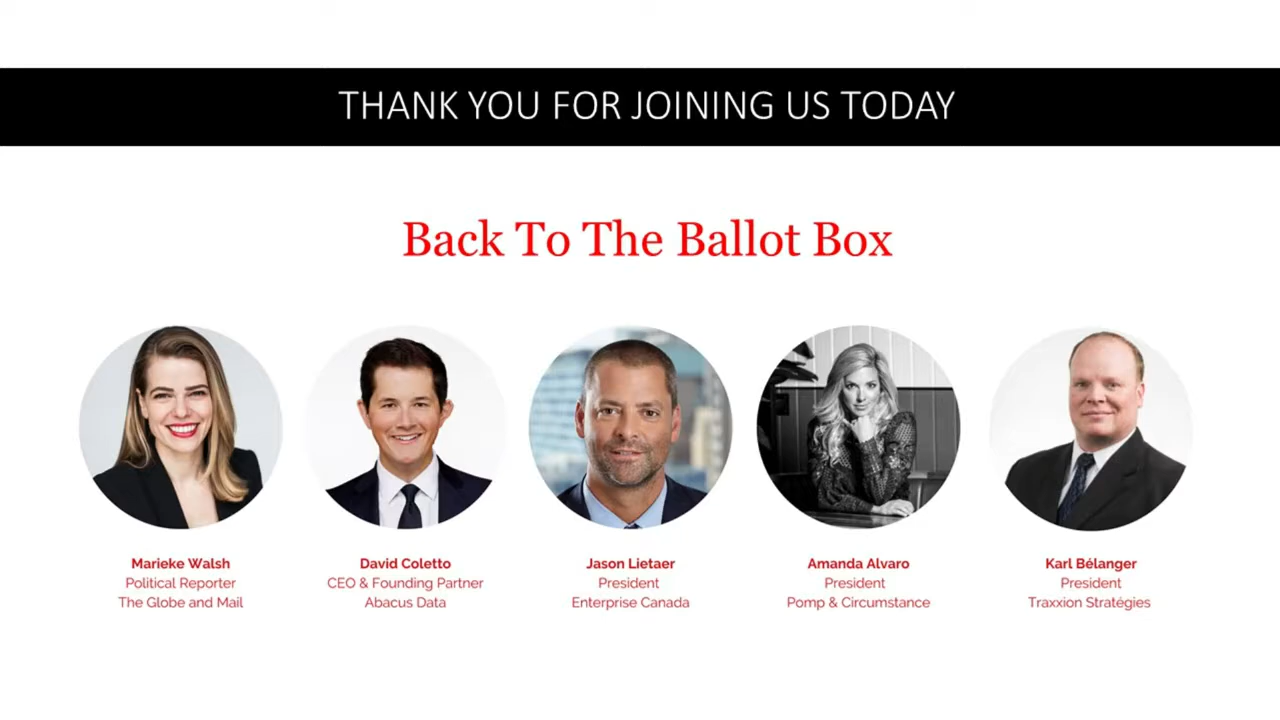 THANK YOU FOR JOINING US TODAY
Back To The Ballot Box
Marieke Walsh
Political Reporter
The Globe and Mail
David Coletto
CEO & Founding Partner
Abacus Data
Jason Lietaer
President
Enterprise Canada
Amanda Alvaro
President
Pomp & Circumstance
Karl Bélanger
President
Traxxion Stratégies